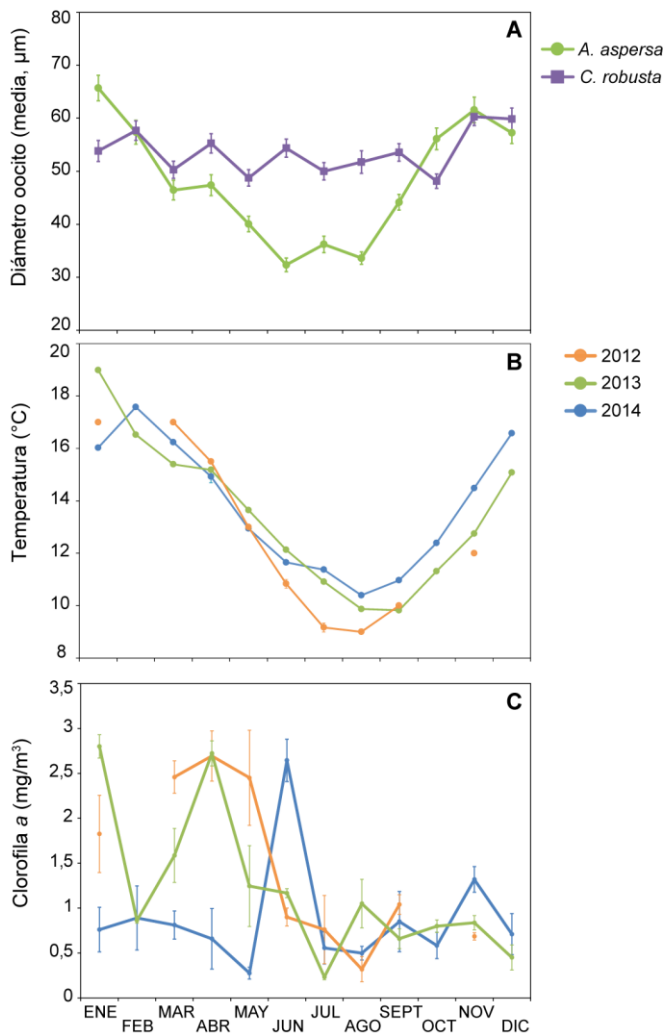 A
A. aspersa
C. robusta
Diámetro oocito (media, µm)
80
70
60
50
40
30
20
B
2012
2013
2014
Temperatura (°C)
20
18
16
14
12
10
8
C
Clorofila a (mg/m³)
3,5
3
2,5
2
1,5
1
0,5
0
ENE FEB MAR ABR MAY JUN JUL AGO SEPT OCT NOV DIC